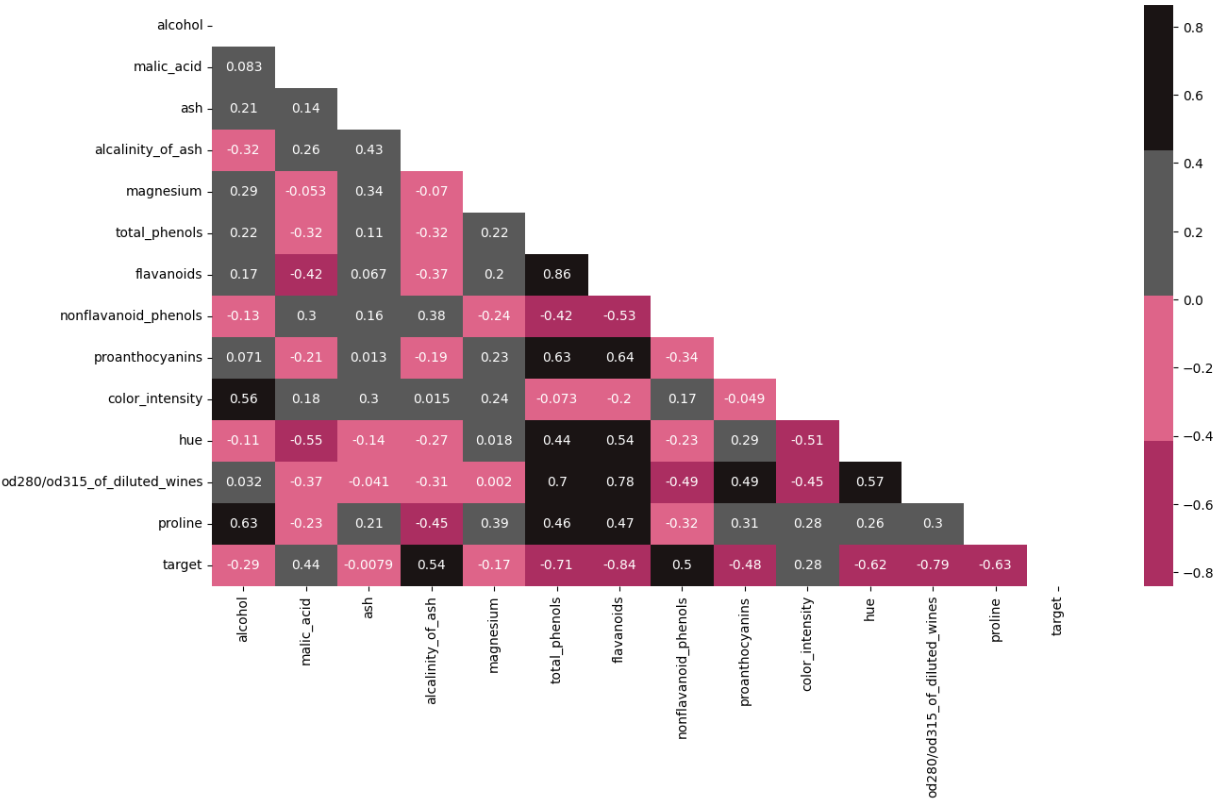 0.8
alcohol
malic_acid 0.083 0.6
ash 0.21 0.14
alcalinity_of_ash -0.32 0.26 0.43 0.4
magnesium 0.29 -0.053 0.34 -0.07
total_phenols 0.22 -0.32 0.11 -0.32 0.22 0.2
flavanoids 0.17 -0.42 0.067 -0.37 0.2 0.86
nonflavanoid_phenols -0.13 0.3 0.16 0.38 -0.24 -0.42 -0.53 0.0
proanthocyanins 0.071 -0.21 0.013 -0.19 0.23 0.63 0.64 -0.34 −0.2
color_intensity 0.56 0.18 0.3 0.015 0.24 -0.073 -0.2 0.17 -0.049
hue -0.11 -0.55 -0.14 -0.27 0.018 0.44 0.54 -0.23 0.29 -0.51 −0.4
od280/od315_of_diluted_wines 0.032 -0.37 -0.041 -0.31 0.002 0.7 0.78 -0.49 0.49 -0.45 0.57
proline 0.63 -0.23 0.21 -0.45 0.39 0.46 0.47 -0.32 0.31 0.28 0.26 0.3 −0.6
target -0.29 0.44 -0.0079 0.54 -0.17 -0.71 -0.84 0.5 -0.48 0.28 -0.62 -0.79 -0.63 −0.8
alcohol
malic_acid
ash
alcalinity_of_ash
magnesium
total_phenols
flavanoids
nonflavanoid_phenols
proanthocyanins
color_intensity
hue
od280/od315_of_diluted_wines
proline
target